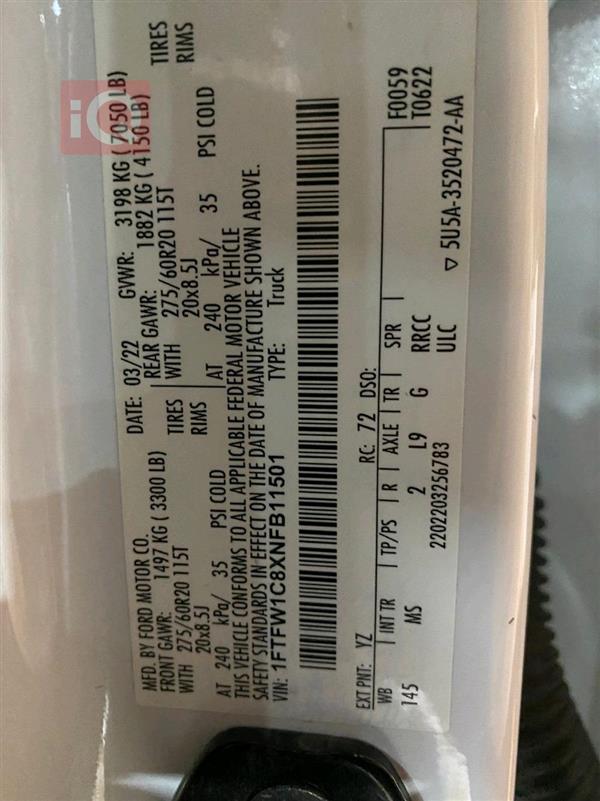 MFD. BY FORD MOTOR CO.
DATE: 03/22 GVWR: 3198 KG ( 7050 LB)
FRONT GAWR: 1497 KG ( 3300 LB)
REAR GAWR: 1882 KG ( 4150 LB)
WITH 275/60R20 115T TIRES
WITH 275/60R20 115T TIRES
20x8.5J RIMS
20x8.5J RIMS
AT 240 kPa/ 35 PSI COLD
AT 240 kPa/ 35 PSI COLD
THIS VEHICLE CONFORMS TO ALL APPLICABLE FEDERAL MOTOR VEHICLE
SAFETY STANDARDS IN EFFECT ON THE DATE OF MANUFACTURE SHOWN ABOVE.
VIN: 1FTFW1C8XNFB11501 TYPE: Truck
F0059
T0622
EXT PNT: YZ RC: 72 DSO:
WB INT TR TP/PS R AXLE TR SPR
145 MS 2 L9 G RRCC
ULC
2202203256783
▽ 5U5A-3520472-AA